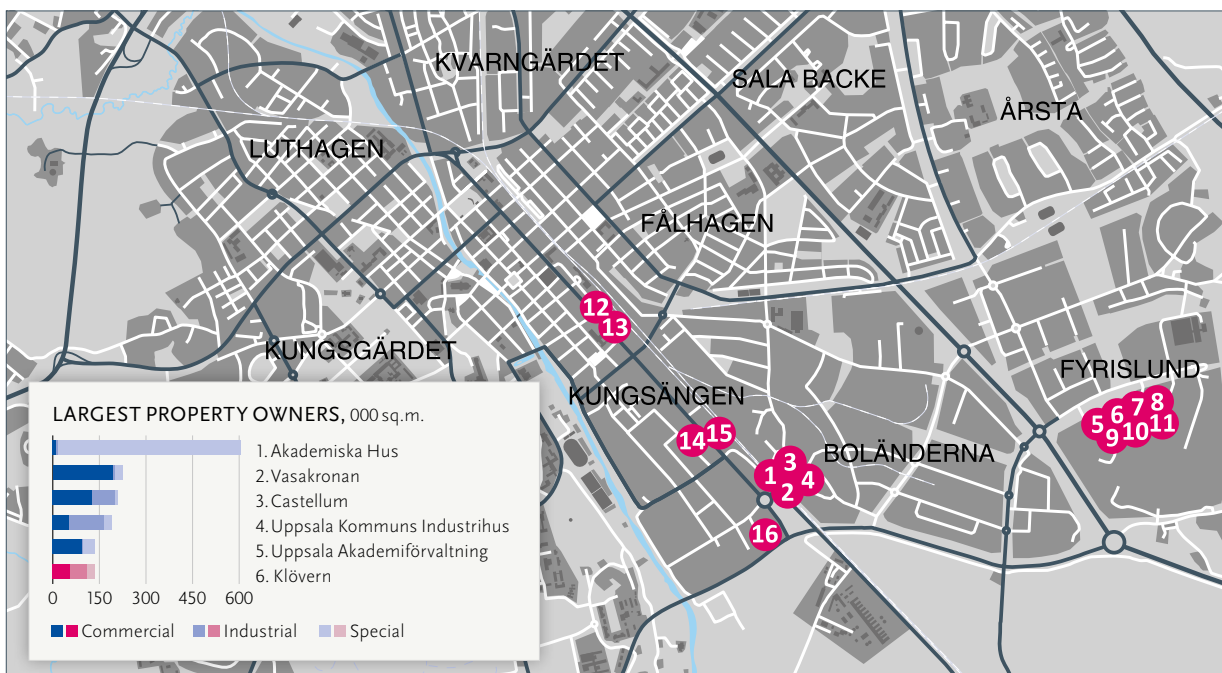 KVARNGÄRDET
SALA BACKE
ÅRSTA
LUTHAGEN
FÅLHAGEN
12
13
KUNGSGÄRDET
FYRISLUND
KUNGSÄNGEN
5 6 7 8
9 10 11
14 15
BOLÄNDERNA
1 3
2 4
16
LARGEST PROPERTY OWNERS, 000 sq.m.
1. Akademiska Hus
2. Vasakronan
3. Castellum
4. Uppsala Kommuns Industrihus
5. Uppsala Akademiförvaltning
6. Klövern
0 150 300 450 600
Commercial Industrial Special